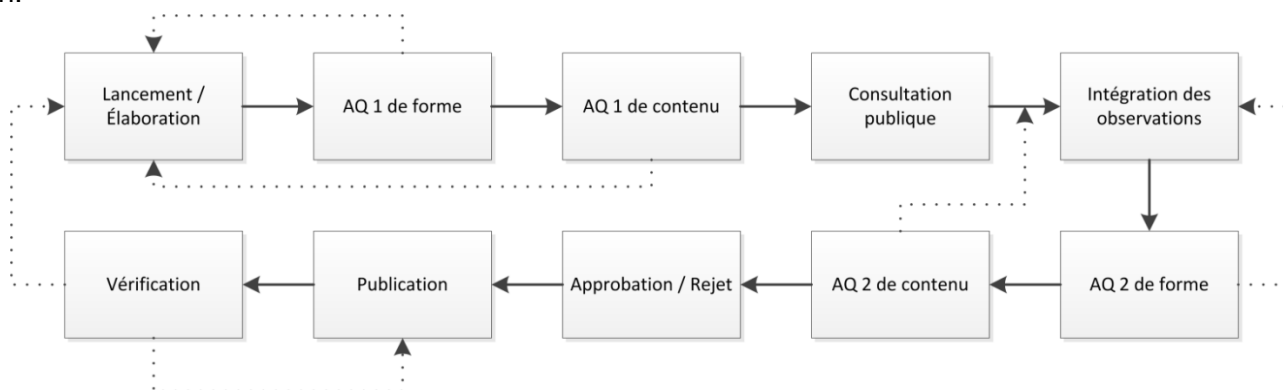 Lancement /
Élaboration
AQ 1 de forme
AQ 1 de contenu
Consultation
publique
Intégration des
observations
Vérification
Publication
Approbation / Rejet
AQ 2 de contenu
AQ 2 de forme